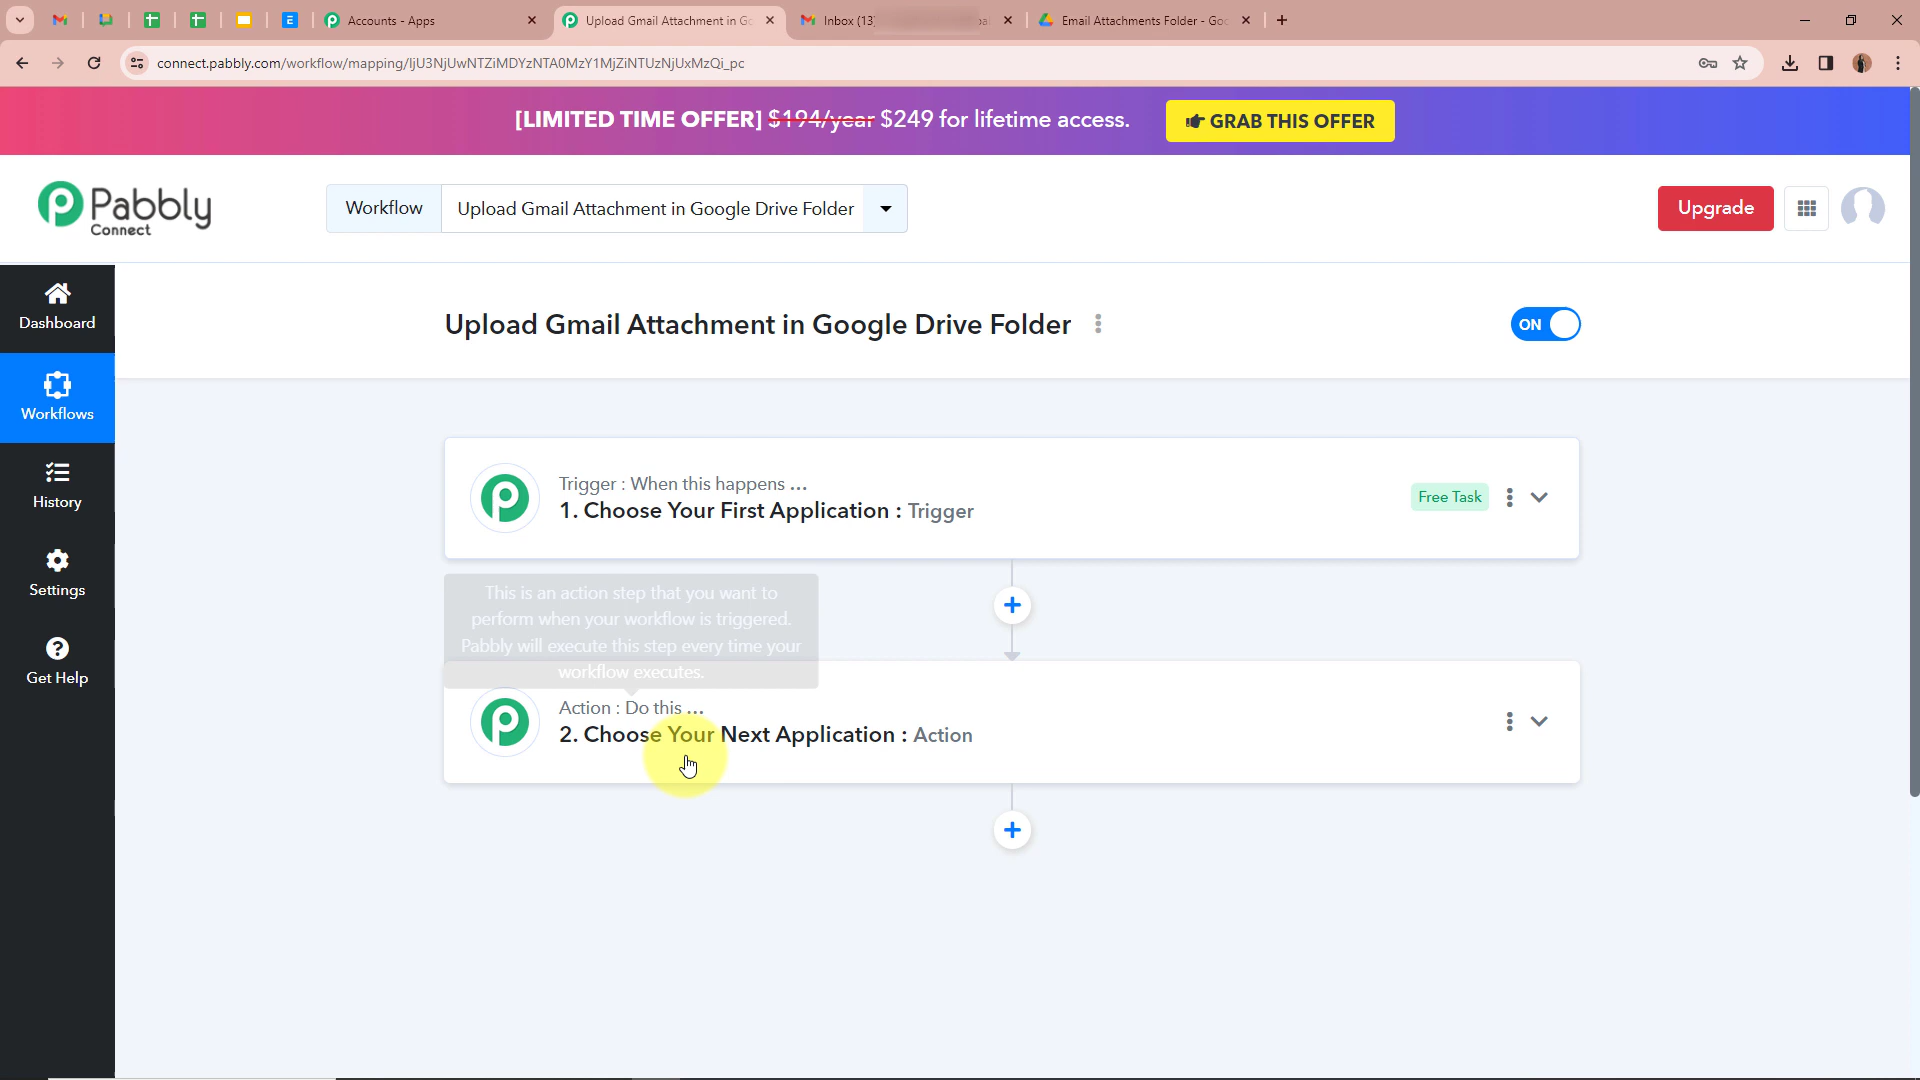 Accounts - Apps
Upload Gmail Attachment in Go
Inbox (13)
Email Attachments Folder - Goo
connect.pabbly.com/workflow/mapping/IjU3NjUwNTZiMDYzNTA0MzY1MjZiNTUzNjUxMzQi_pc
[LIMITED TIME OFFER] $194/year $249 for lifetime access.
GRAB THIS OFFER
Pabbly
Connect
Workflow
Upload Gmail Attachment in Google Drive Folder
Upgrade
Dashboard
Workflows
History
Settings
Get Help
Upload Gmail Attachment in Google Drive Folder
ON
Trigger : When this happens ...
1. Choose Your First Application : Trigger
Free Task
This is an action step that you want to
perform when your workflow is triggered.
Pabbly will execute this step every time your
workflow executes.
Action : Do this ...
2. Choose Your Next Application : Action